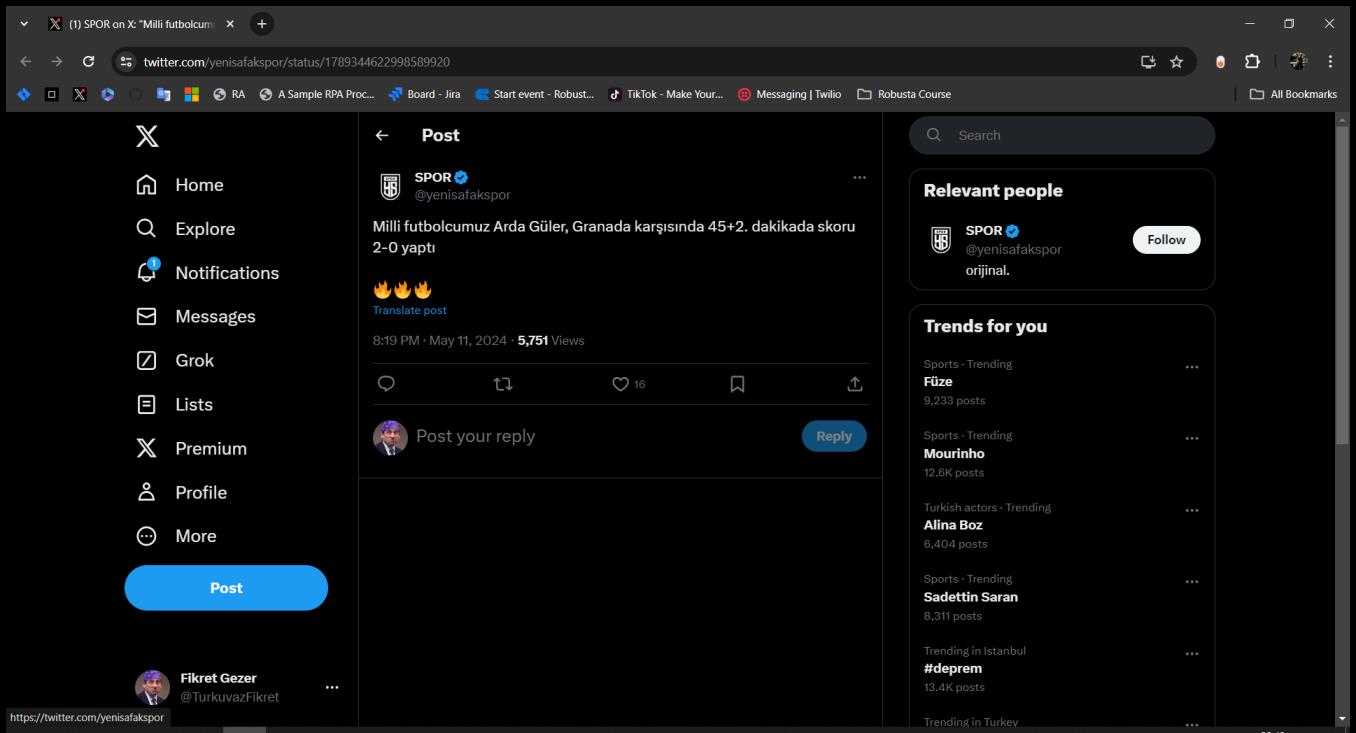 (1) SPOR on X: "Milli futbolcum
twitter.com/yenisafakspor/status/1789344622998589920
RA
A Sample RPA Proc...
Board - Jira
Start event - Robust...
TikTok - Make Your...
Messaging | Twilio
Robusta Course
All Bookmarks
Home
Explore
1
Notifications
Messages
Grok
Lists
Premium
Profile
More
Post
Fikret Gezer
@TurkuvazFikret
https://twitter.com/yenisafakspor
Post
SPOR
@yenisafakspor
Milli futbolcumuz Arda Güler, Granada karşısında 45+2. dakikada skoru
2-0 yaptı
🔥🔥🔥
Translate post
8:19 PM · May 11, 2024 · 5,751 Views
16
Post your reply
Reply
Search
Relevant people
SPOR
@yenisafakspor
Follow
orijinal.
Trends for you
Sports · Trending
Füze
9,233 posts
Sports · Trending
Mourinho
12.6K posts
Turkish actors · Trending
Alina Boz
6,404 posts
Sports · Trending
Sadettin Saran
8,311 posts
Trending in Istanbul
#deprem
13.4K posts
Trending in Turkey